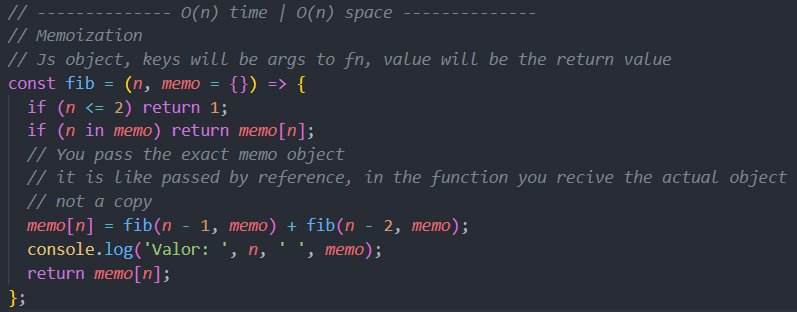 // -------------- O(n) time | O(n) space --------------
// Memoization
// Js object, keys will be args to fn, value will be the return value
const fib = (n, memo = {}) => {
  if (n <= 2) return 1;
  if (n in memo) return memo[n];
  // You pass the exact memo object
  // it is like passed by reference, in the function you recive the actual object
  // not a copy
  memo[n] = fib(n - 1, memo) + fib(n - 2, memo);
  console.log('Valor: ', n, ' ', memo);
  return memo[n];
};